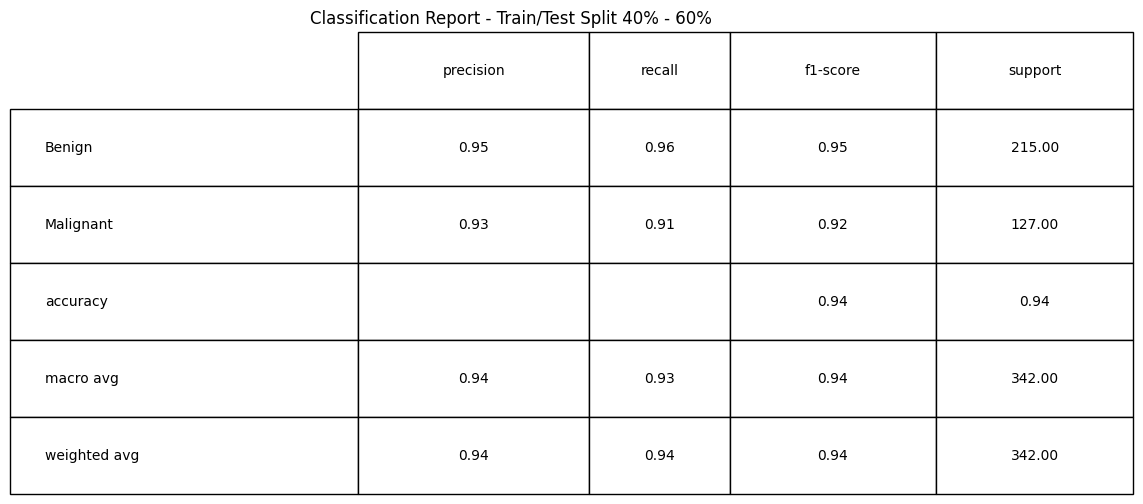 Classification Report - Train/Test Split 40% - 60%
precision recall f1-score support
Benign 0.95 0.96 0.95 215.00
Malignant 0.93 0.91 0.92 127.00
accuracy 0.94 0.94
macro avg 0.94 0.93 0.94 342.00
weighted avg 0.94 0.94 0.94 342.00